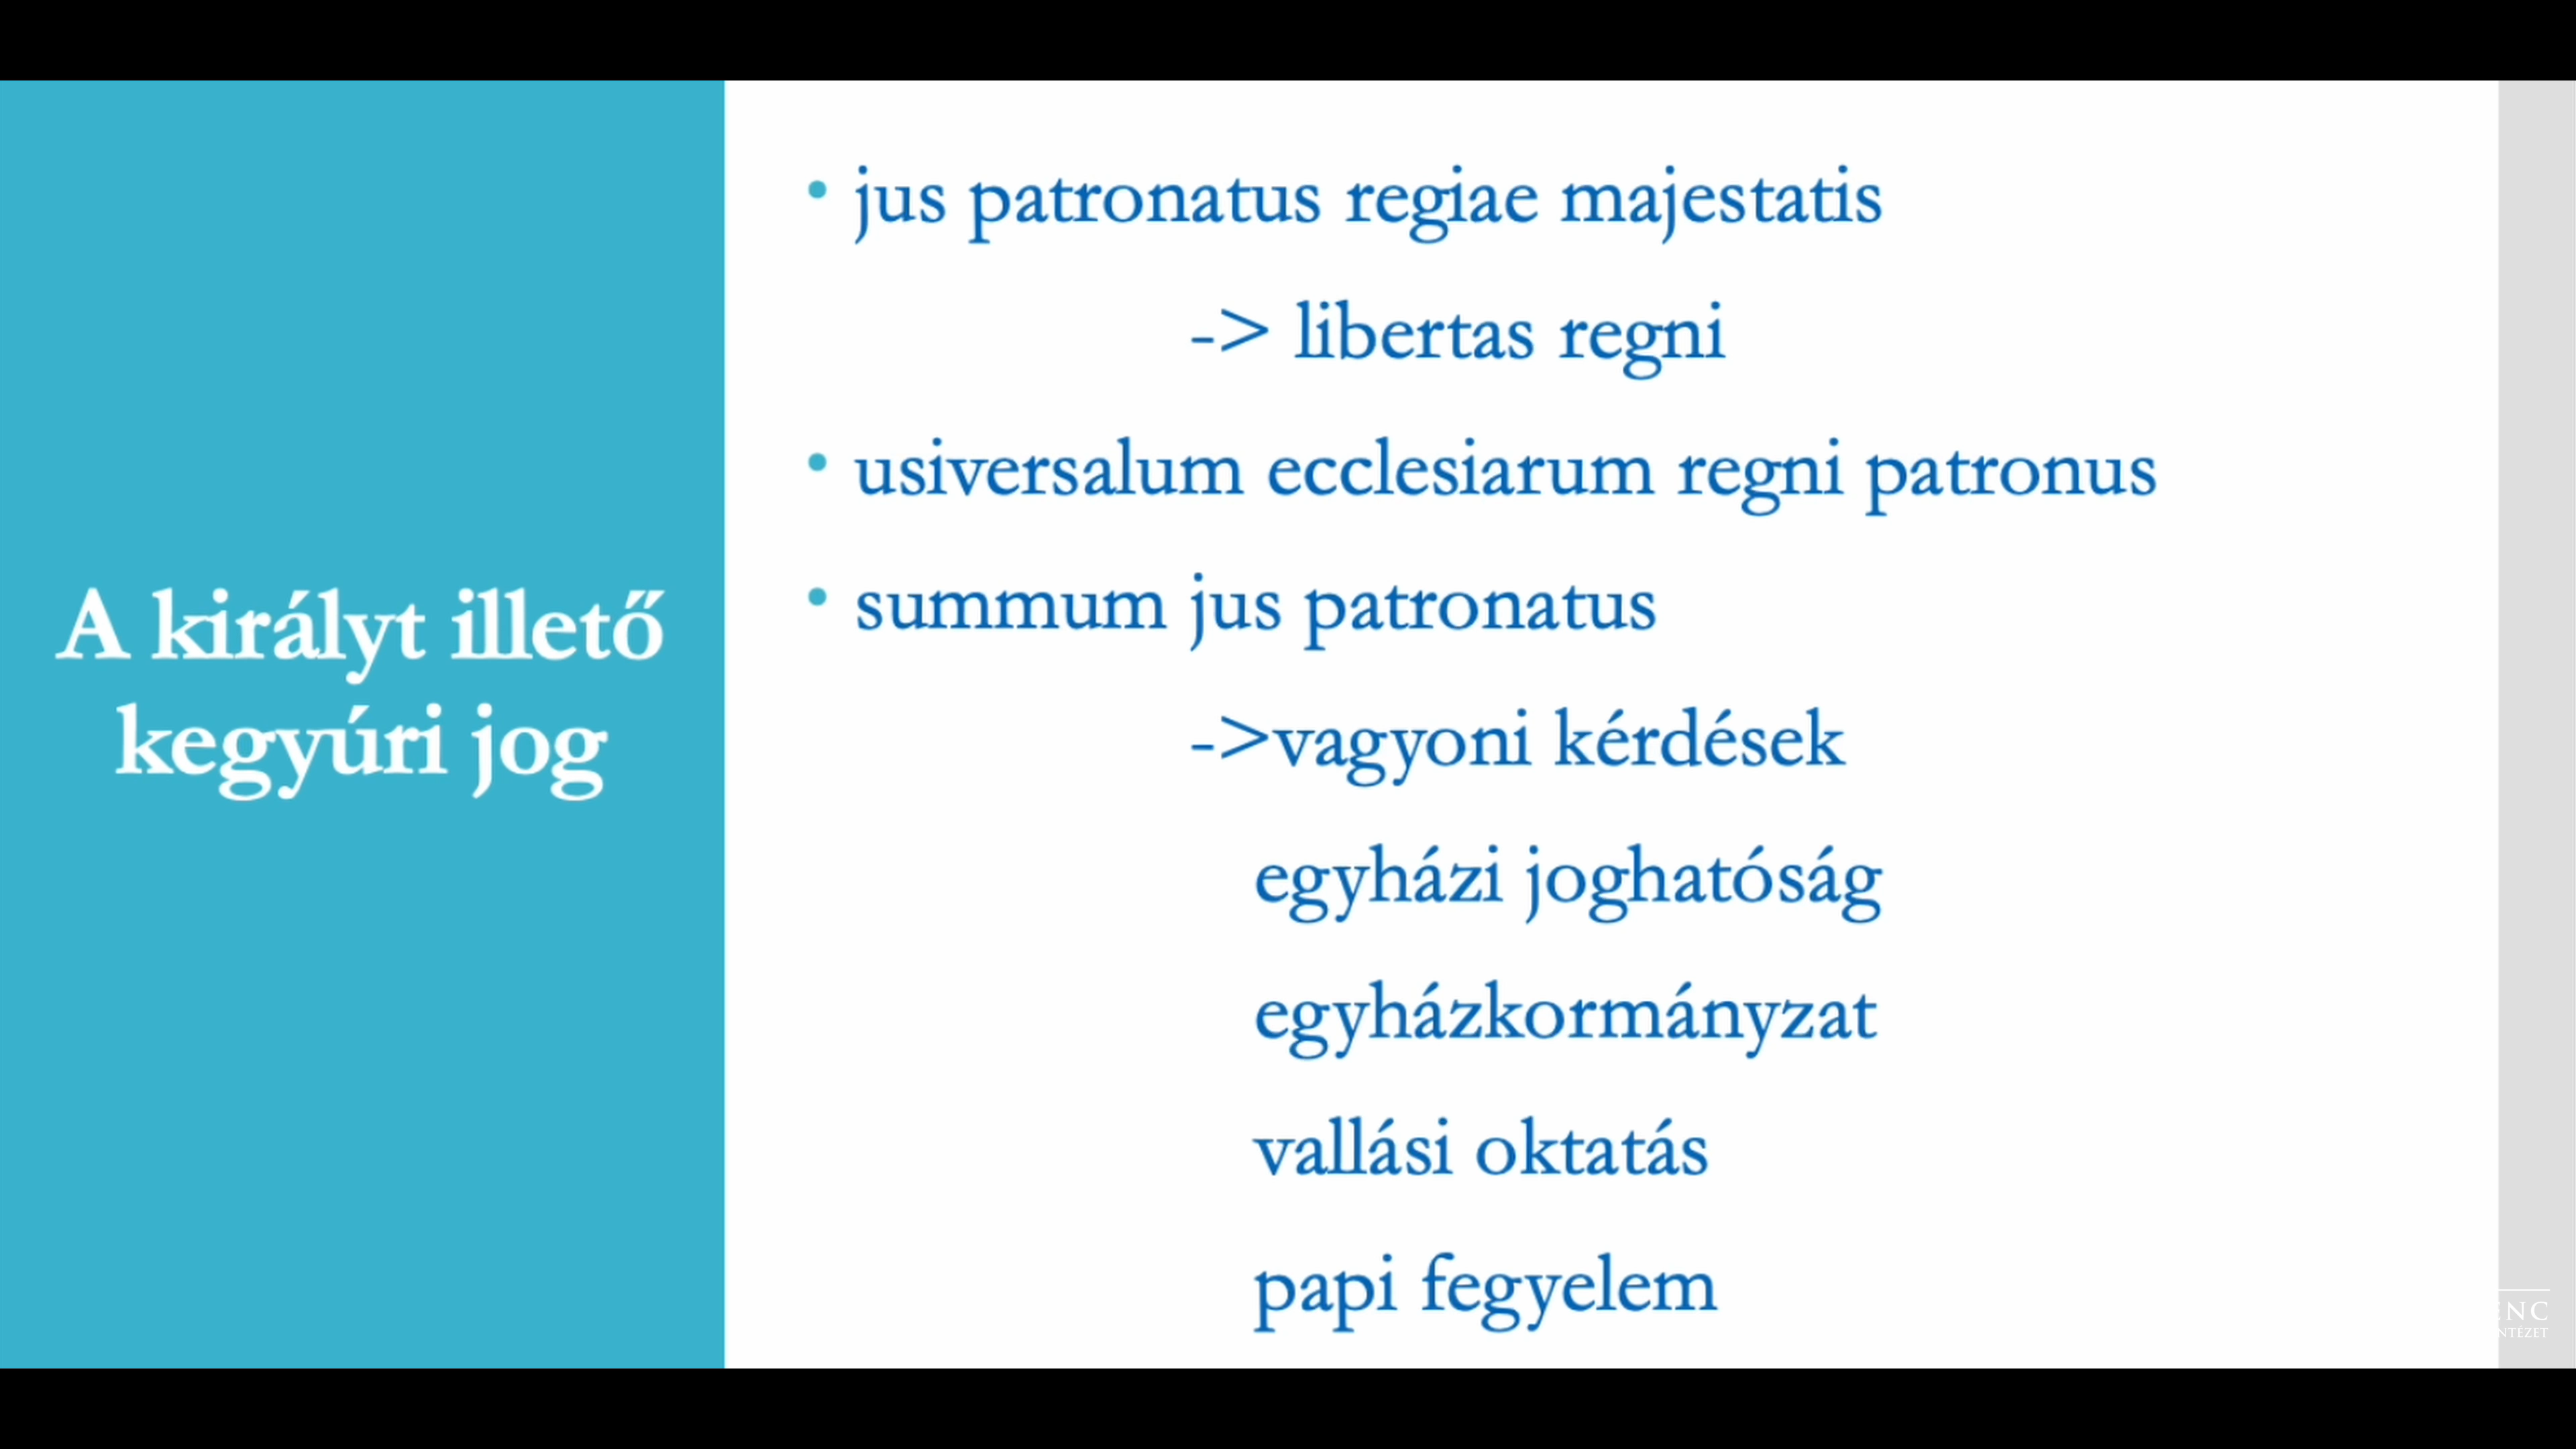 A királyt illető
kegyúri jog
• jus patronatus regiae majestatis
-> libertas regni
• usiversalum ecclesiarum regni patronus
• summum jus patronatus
->vagyoni kérdések
egyházi joghatóság
egyházkormányzat
vallási oktatás
papi fegyelem